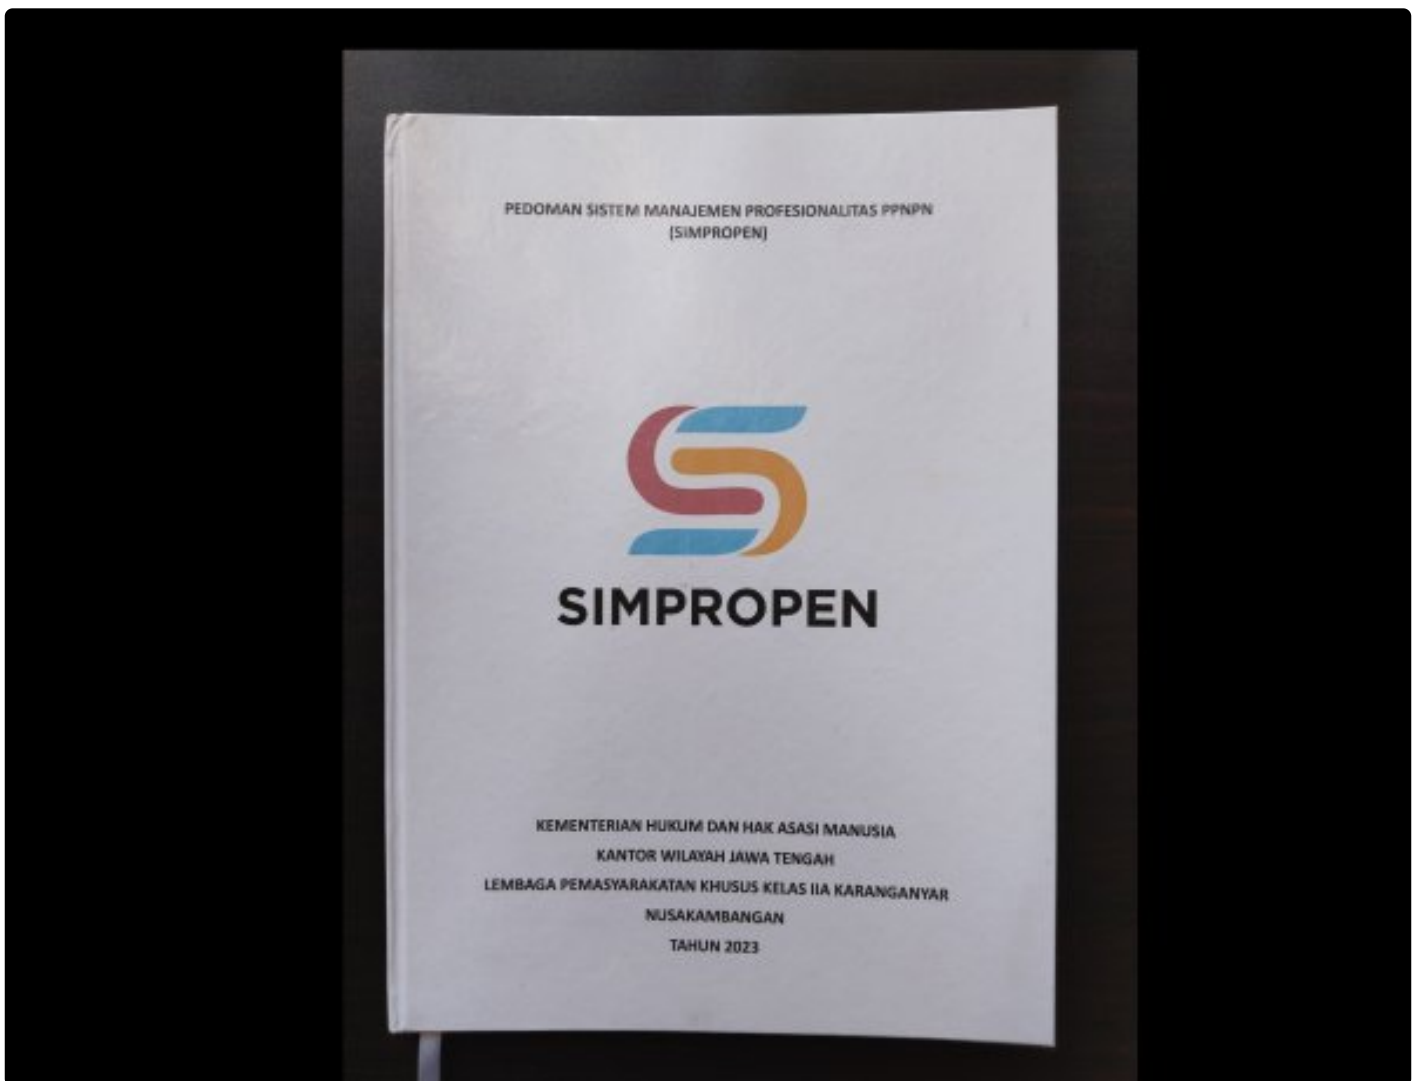 PEDOMAN SISTEM MANAJEMEN PROFESIONALITAS PPNPN
(SIMPROPEN)
SIMPROPEN
KEMENTERIAN HUKUM DAN HAK ASASI MANUSIA
KANTOR WILAYAH JAWA TENGAH
LEMBAGA PEMASYARAKATAN KHUSUS KELAS IIA KARANGANYAR
NUSAKAMBANGAN
TAHUN 2023